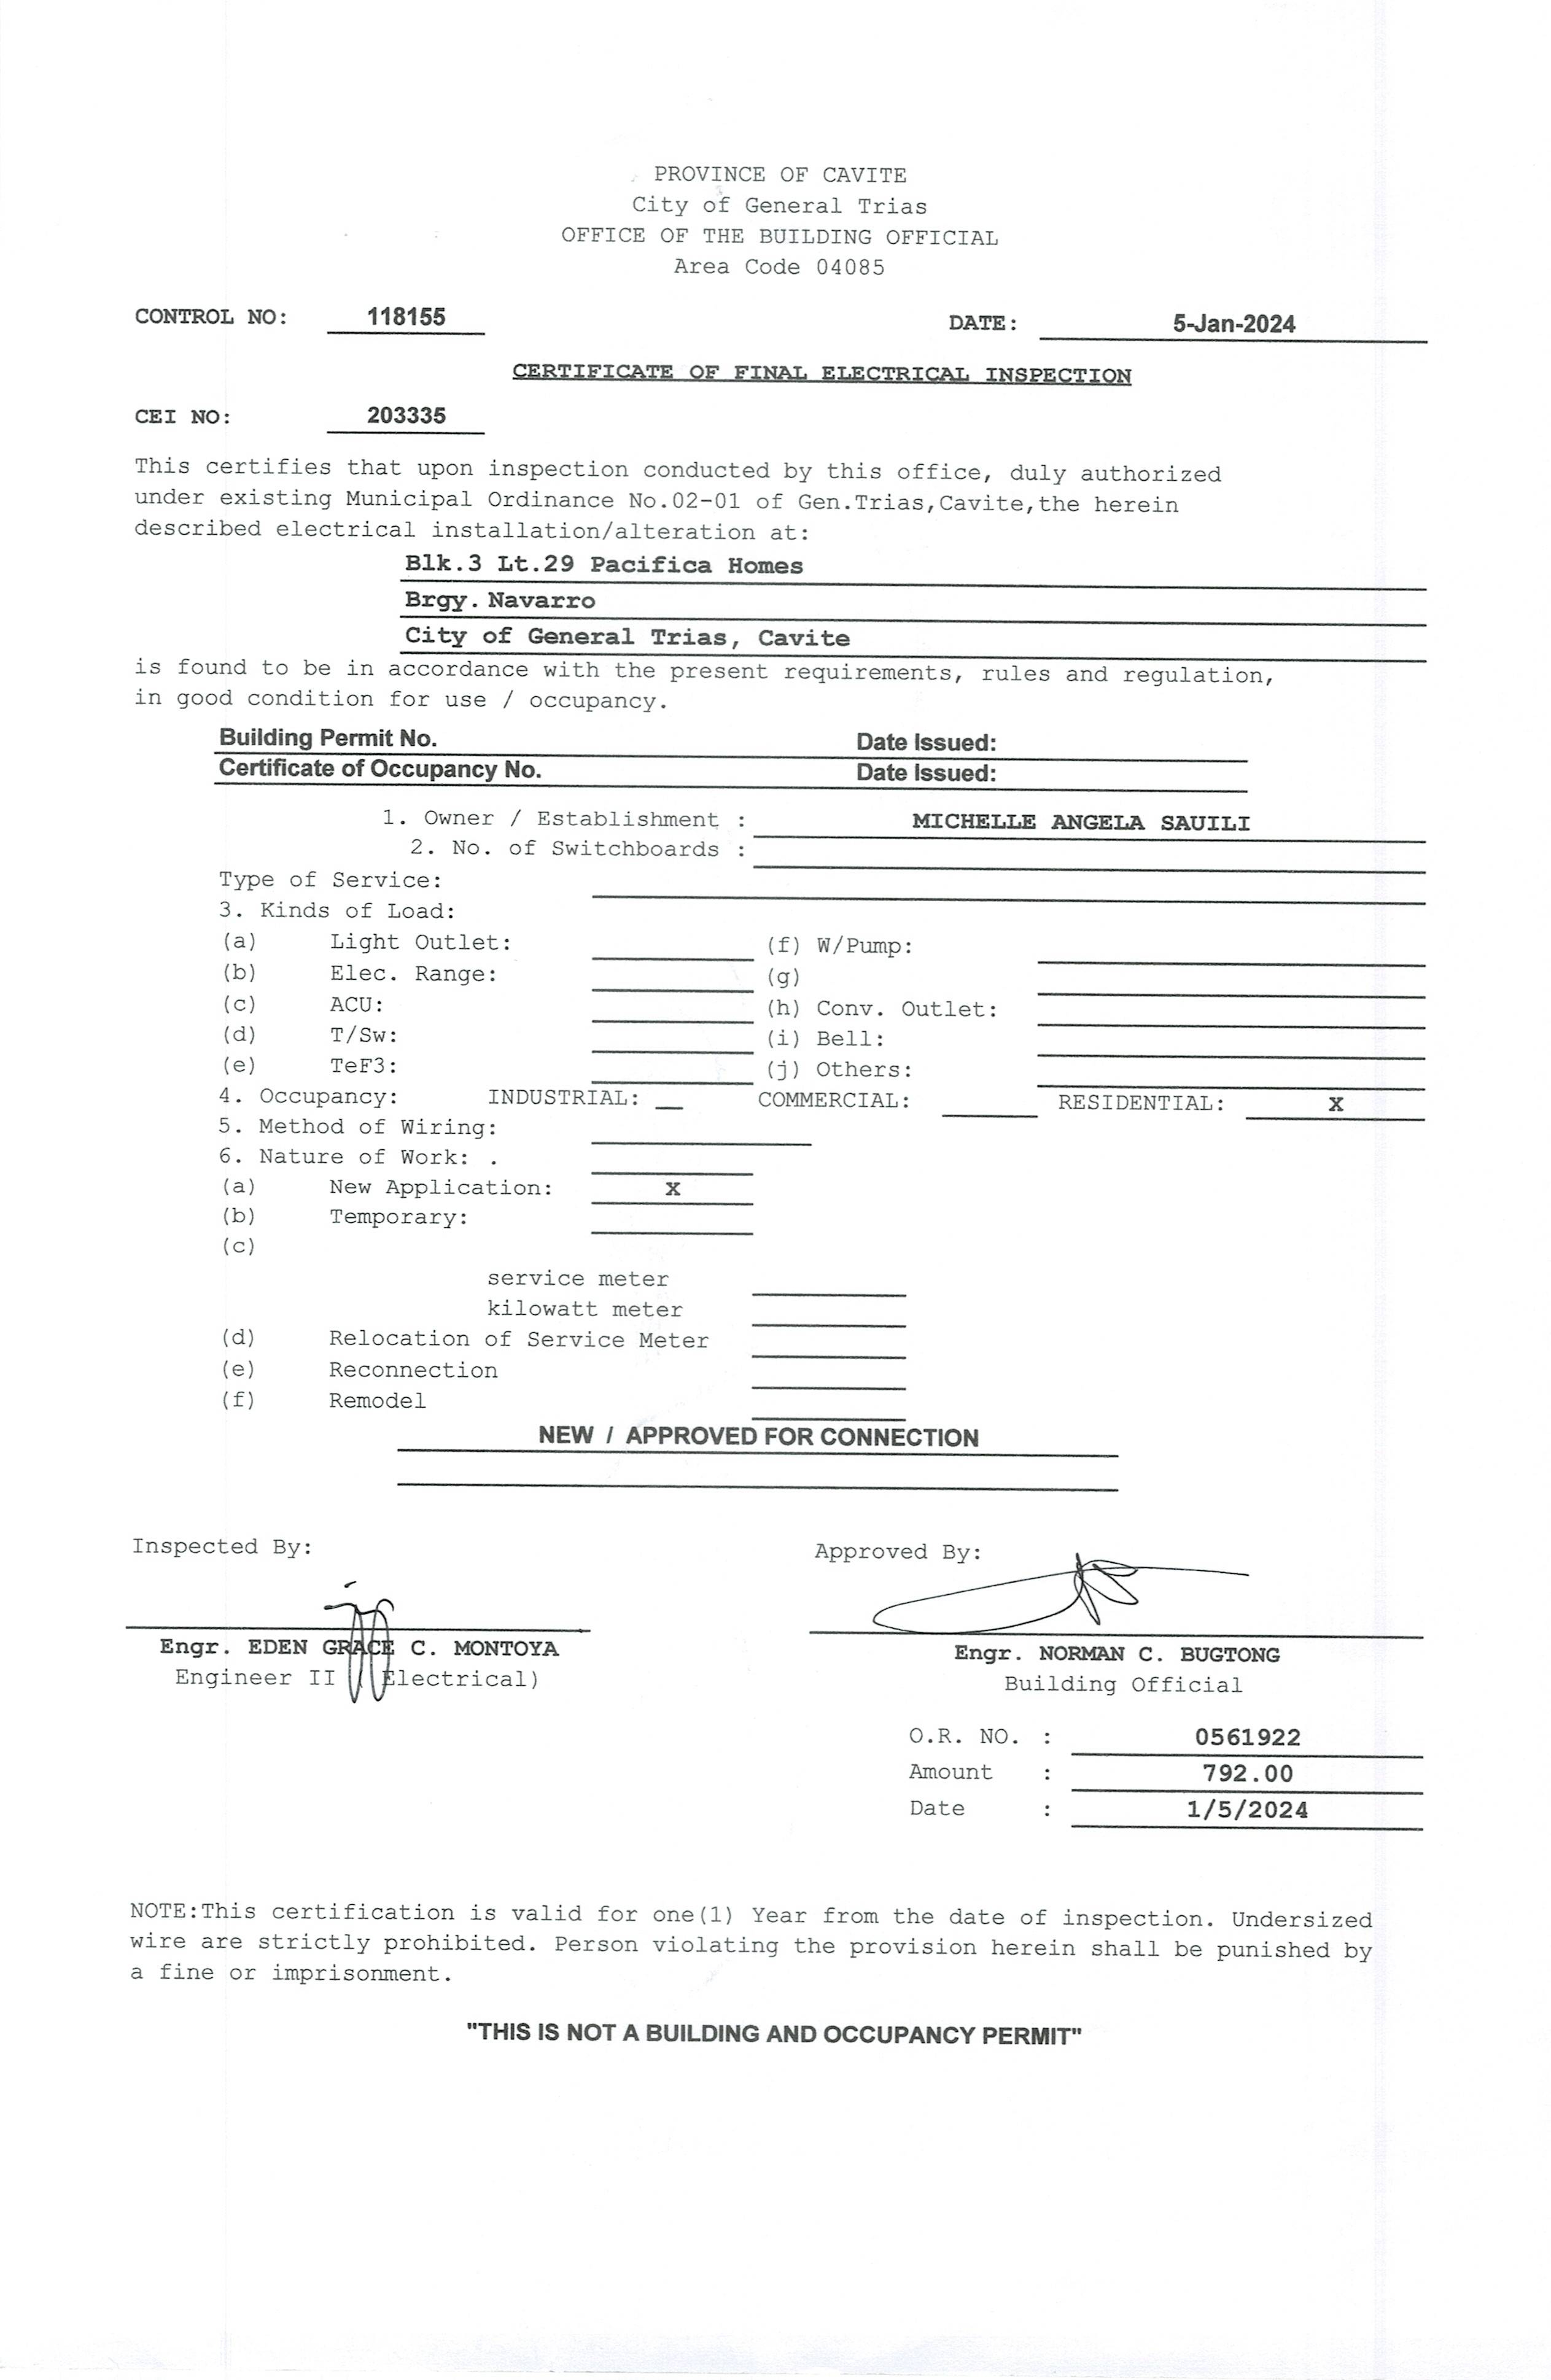 PROVINCE OF CAVITE
City of General Trias
OFFICE OF THE BUILDING OFFICIAL
Area Code 04085
CONTROL NO: 118155 DATE: 5-Jan-2024
CERTIFICATE OF FINAL ELECTRICAL INSPECTION
CEI NO: 203335
This certifies that upon inspection conducted by this office, duly authorized
under existing Municipal Ordinance No.02-01 of Gen.Trias,Cavite,the herein
described electrical installation/alteration at:
Blk.3 Lt.29 Pacifica Homes
Brgy. Navarro
City of General Trias, Cavite
is found to be in accordance with the present requirements, rules and regulation,
in good condition for use / occupancy.
Building Permit No. Date Issued:
Certificate of Occupancy No. Date Issued:
1. Owner / Establishment : MICHELLE ANGELA SAUILI
2. No. of Switchboards :
Type of Service:
3. Kinds of Load:
(a) Light Outlet: (f) W/Pump:
(b) Elec. Range: (g)
(c) ACU: (h) Conv. Outlet:
(d) T/Sw: (i) Bell:
(e) TeF3: (j) Others:
4. Occupancy: INDUSTRIAL: COMMERCIAL: RESIDENTIAL: X
5. Method of Wiring:
6. Nature of Work: .
(a) New Application: X
(b) Temporary:
(c)
service meter
kilowatt meter
(d) Relocation of Service Meter
(e) Reconnection
(f) Remodel
NEW / APPROVED FOR CONNECTION
Inspected By: Approved By:
Engr. EDEN GRACE C. MONTOYA Engr. NORMAN C. BUGTONG
Engineer II (Electrical) Building Official
O.R. NO. : 0561922
Amount : 792.00
Date : 1/5/2024
NOTE:This certification is valid for one(1) Year from the date of inspection. Undersized
wire are strictly prohibited. Person violating the provision herein shall be punished by
a fine or imprisonment.
"THIS IS NOT A BUILDING AND OCCUPANCY PERMIT"